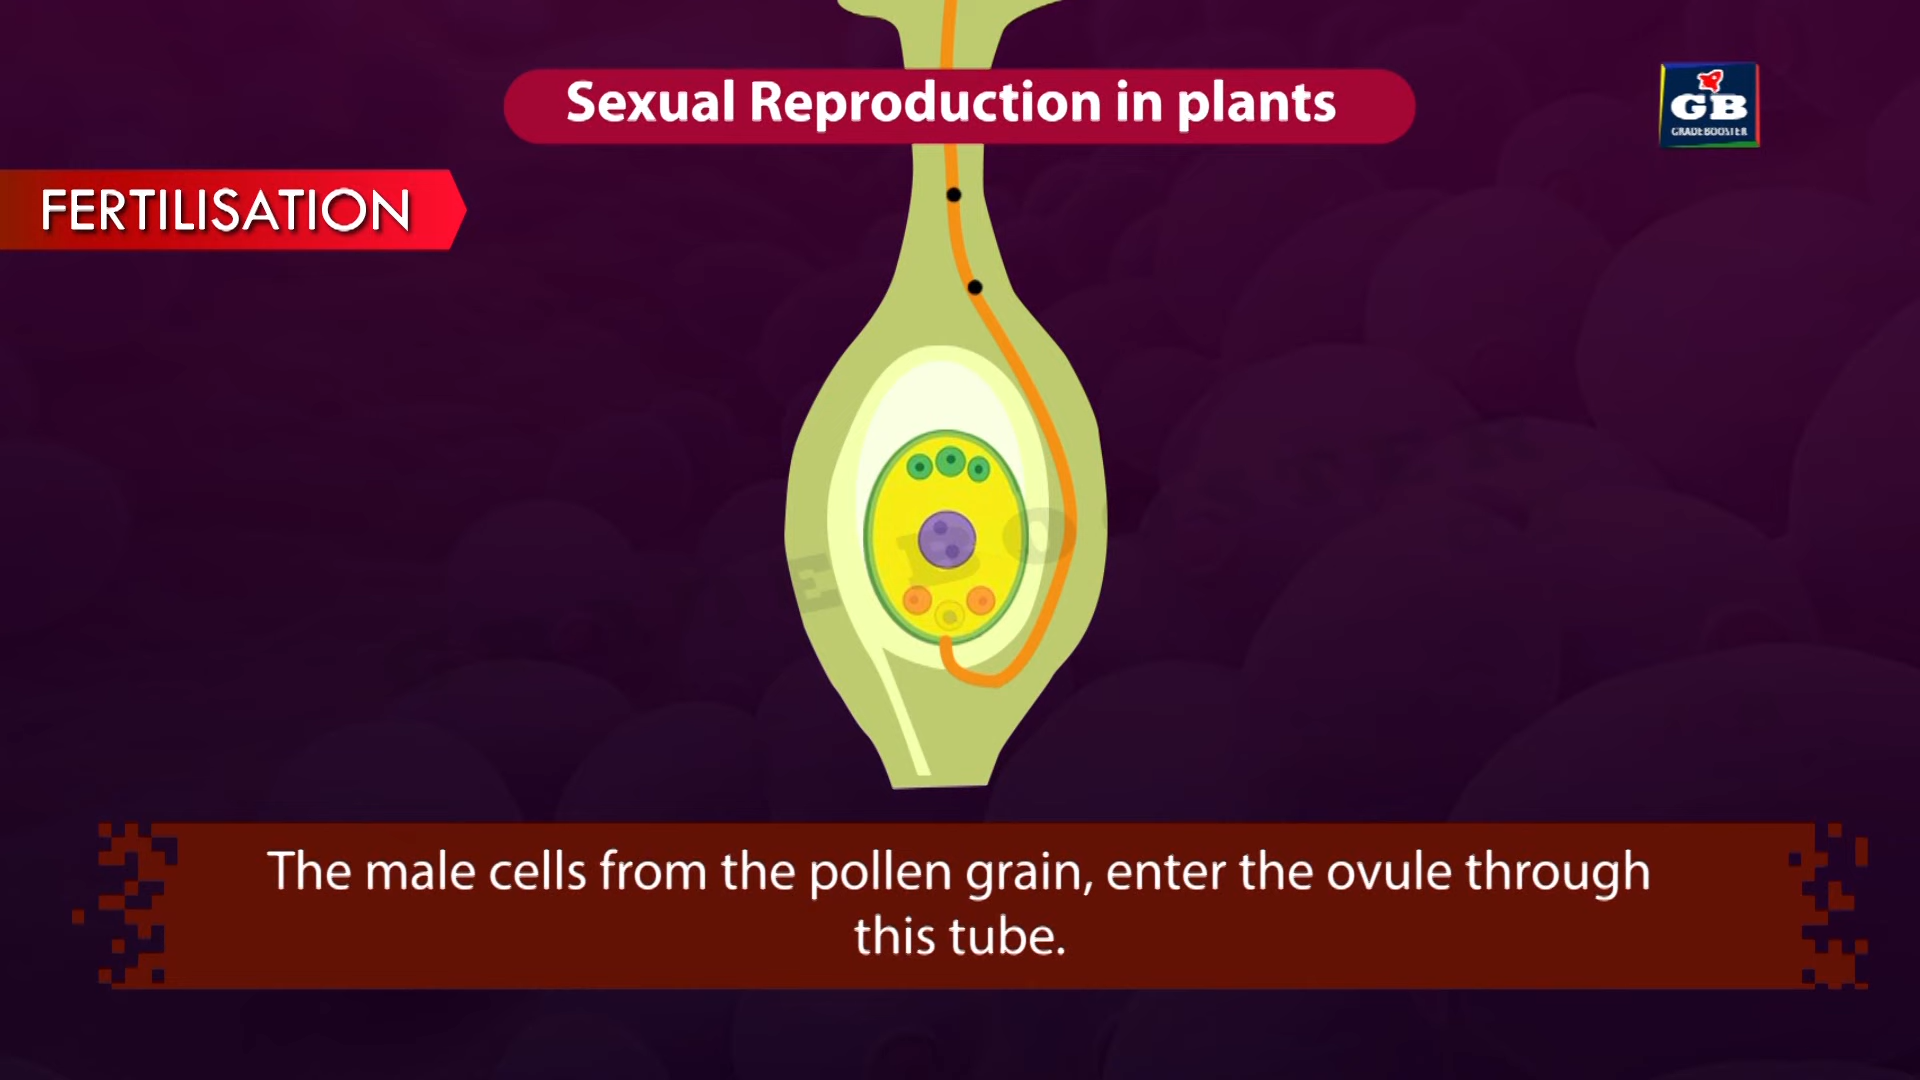 Sexual Reproduction in plants
GB
GRADEBOOSTER
FERTILISATION
The male cells from the pollen grain, enter the ovule through
this tube.